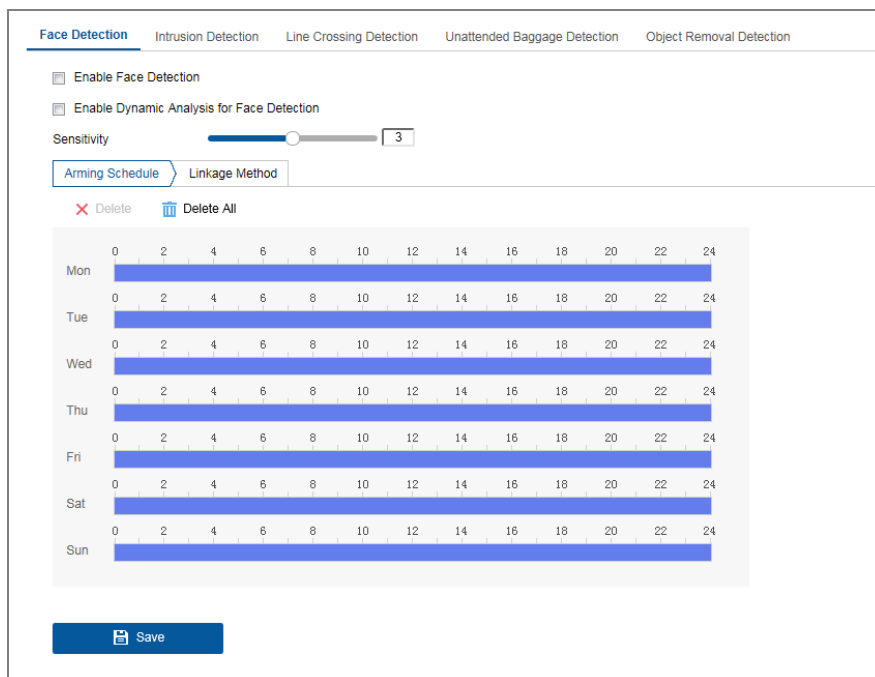 Face Detection Intrusion Detection Line Crossing Detection Unattended Baggage Detection Object Removal Detection
Enable Face Detection
Enable Dynamic Analysis for Face Detection
Sensitivity 3
Arming Schedule Linkage Method
Delete Delete All
0 2 4 6 8 10 12 14 16 18 20 22 24
Mon
0 2 4 6 8 10 12 14 16 18 20 22 24
Tue
0 2 4 6 8 10 12 14 16 18 20 22 24
Wed
0 2 4 6 8 10 12 14 16 18 20 22 24
Thu
0 2 4 6 8 10 12 14 16 18 20 22 24
Fri
0 2 4 6 8 10 12 14 16 18 20 22 24
Sat
0 2 4 6 8 10 12 14 16 18 20 22 24
Sun
Save